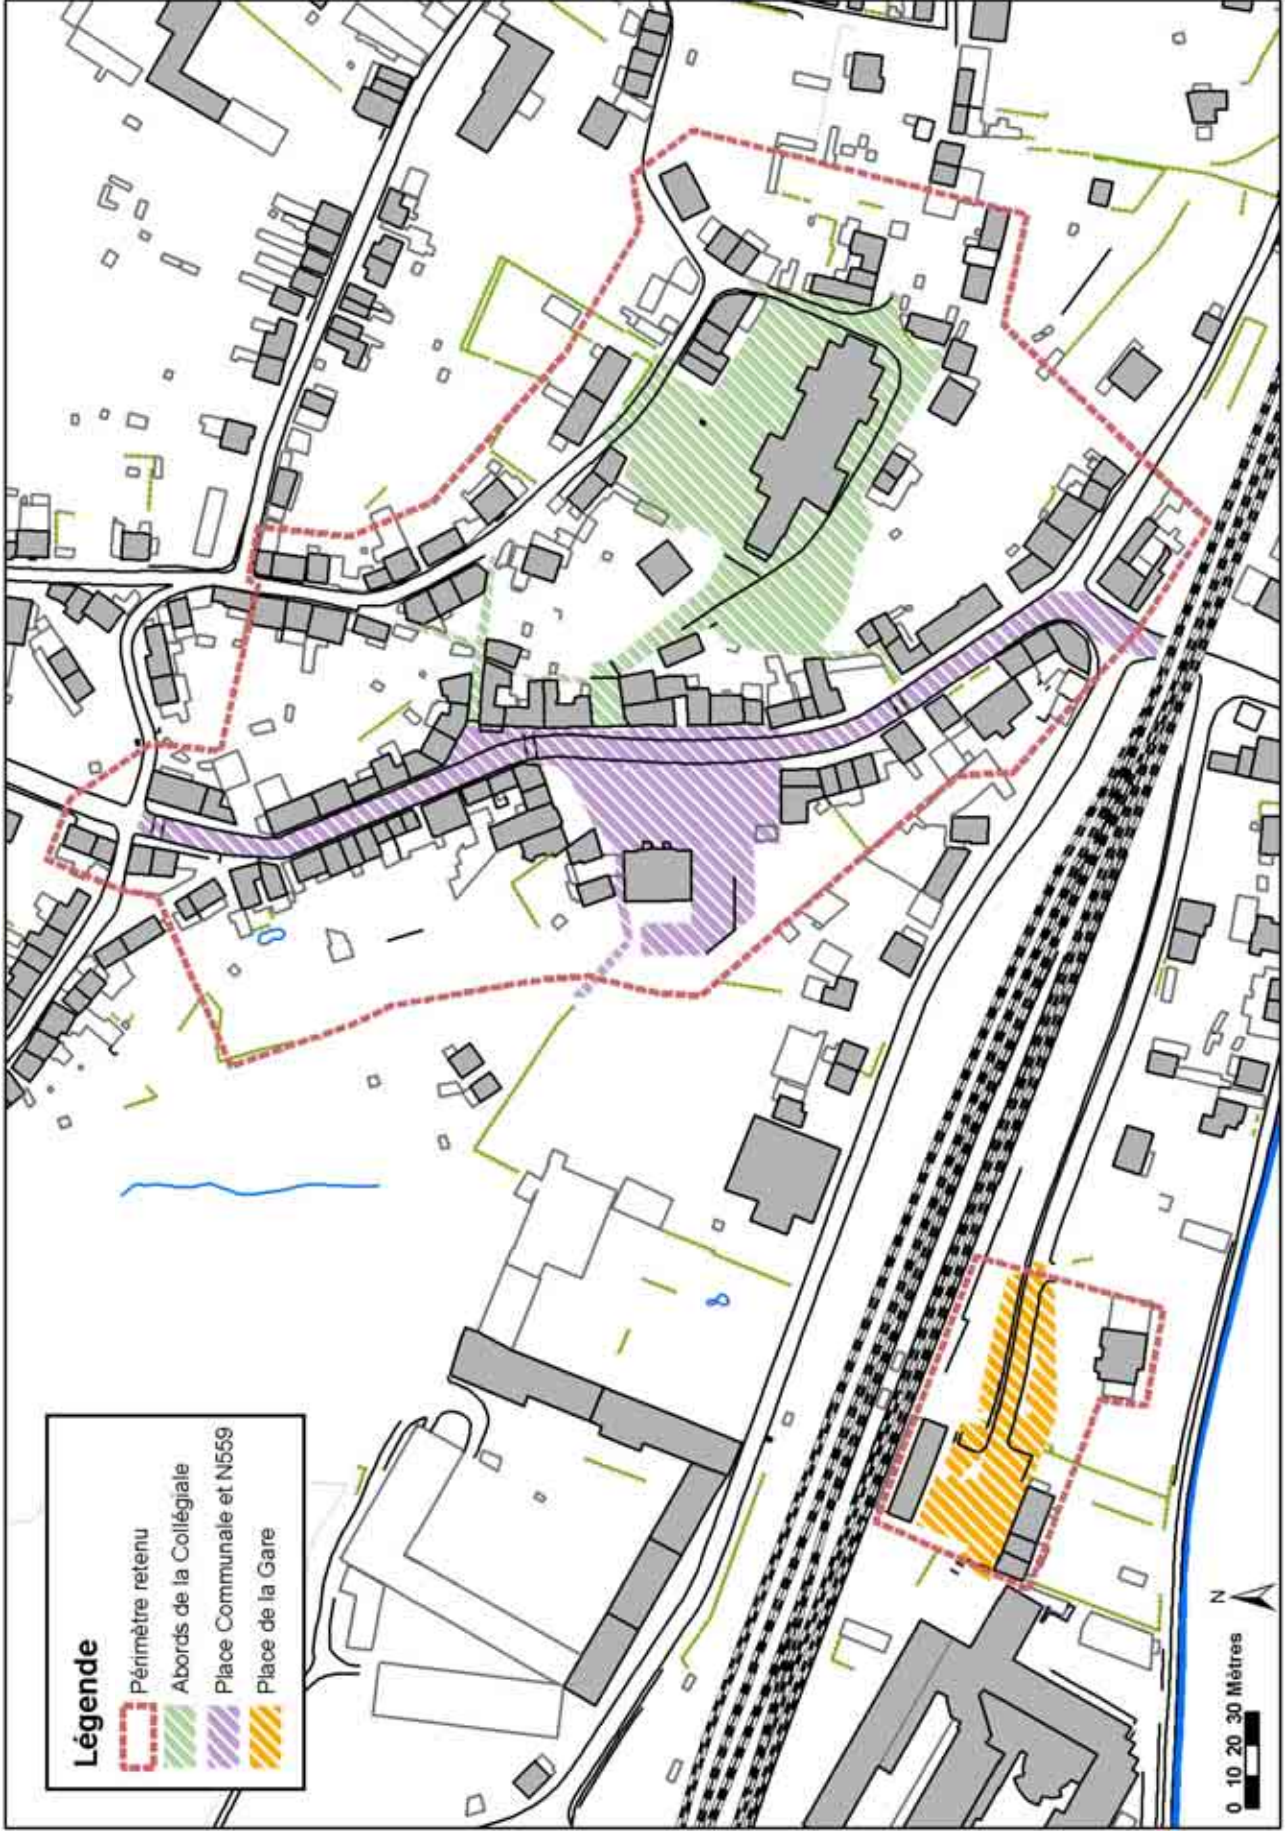 Légende
Périmètre retenu
Abords de la Collégiale
Place Communale et N559
Place de la Gare
N
0 10 20 30 Mètres